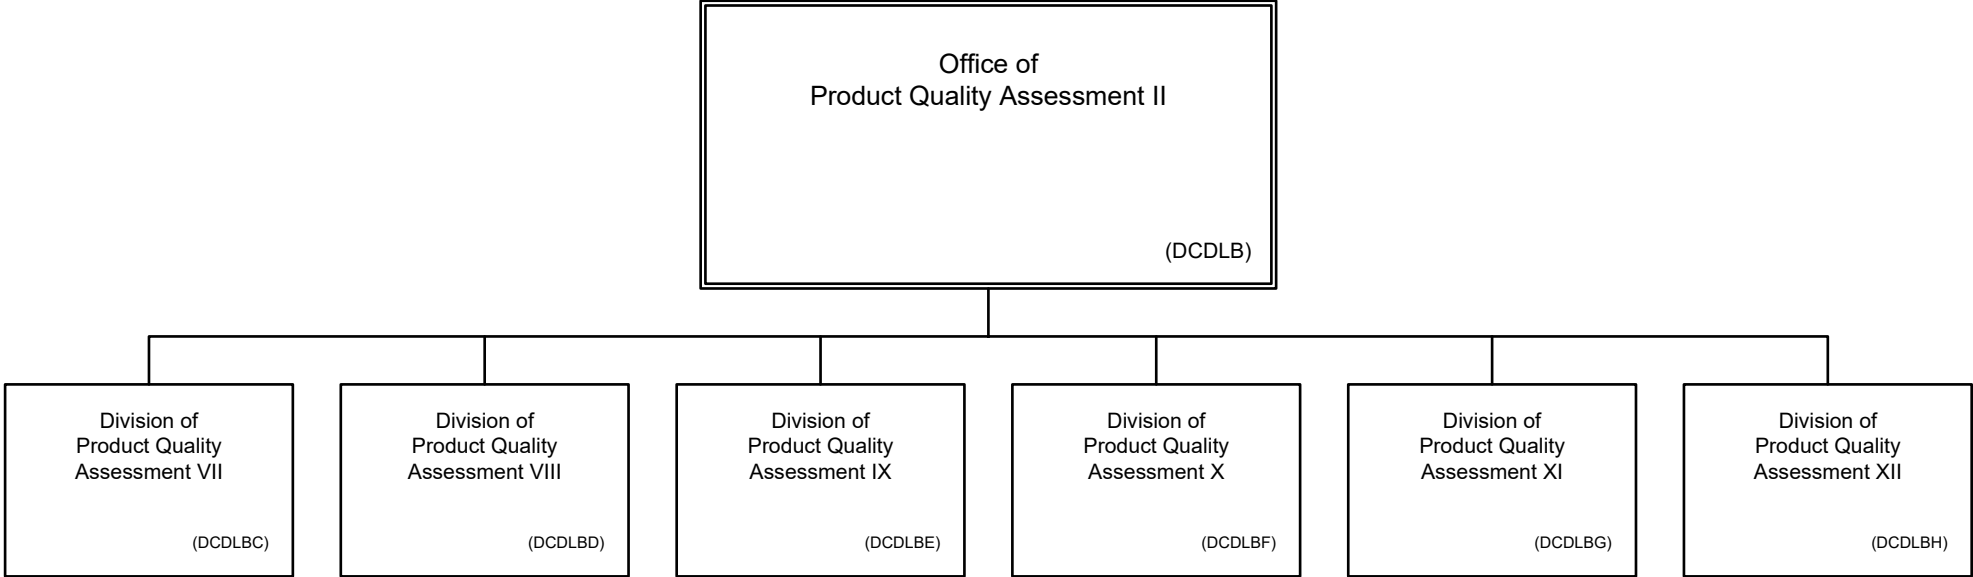 Office of
Product Quality Assessment II
(DCDLB)
Division of
Product Quality
Assessment VII
(DCDLBC)
Division of
Product Quality
Assessment VIII
(DCDLBD)
Division of
Product Quality
Assessment IX
(DCDLBE)
Division of
Product Quality
Assessment X
(DCDLBF)
Division of
Product Quality
Assessment XI
(DCDLBG)
Division of
Product Quality
Assessment XII
(DCDLBH)